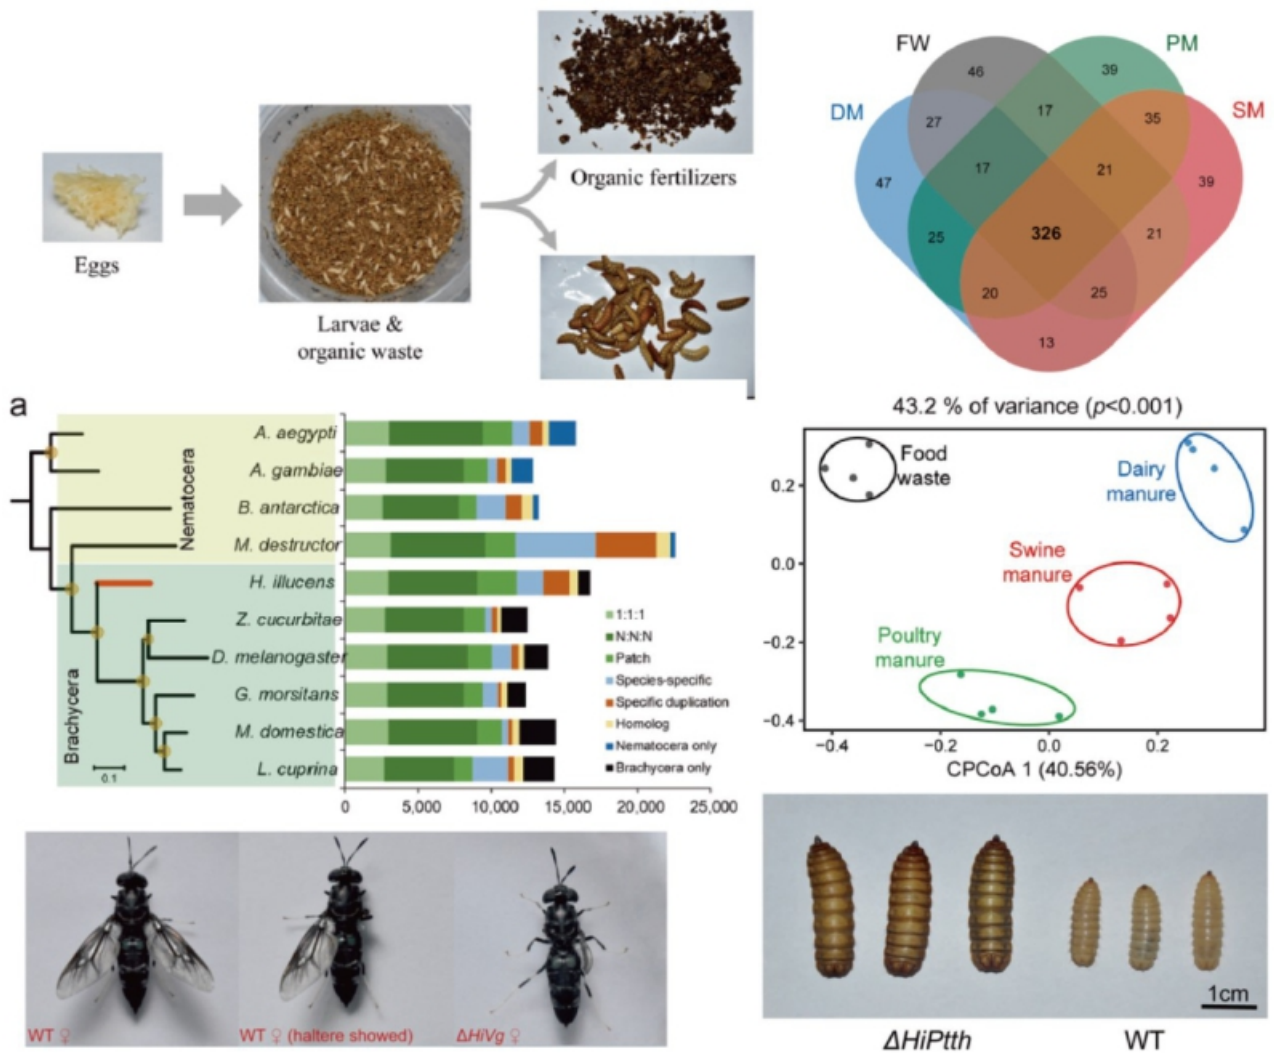 Eggs
Larvae &
organic waste
Organic fertilizers
FW
PM
DM
SM
46
39
27
17
35
47
17
21
39
25
326
21
20
25
13
a
Nematocera
Brachycera
0.1
A. aegypti
A. gambiae
B. antarctica
M. destructor
H. illucens
Z. cucurbitae
D. melanogaster
G. morsitans
M. domestica
L. cuprina
1:1:1
N:N:N
Patch
Species-specific
Specific duplication
Homolog
Nematocera only
Brachycera only
0 5,000 10,000 15,000 20,000 25,000
43.2 % of variance (p<0.001)
Food
waste
Dairy
manure
Swine
manure
Poultry
manure
0.2
0.0
−0.2
−0.4
−0.4 −0.2 0.0 0.2
CPCoA 1 (40.56%)
WT ♀
WT ♀ (haltere showed)
ΔHiVg ♀
1cm
ΔHiPtth
WT